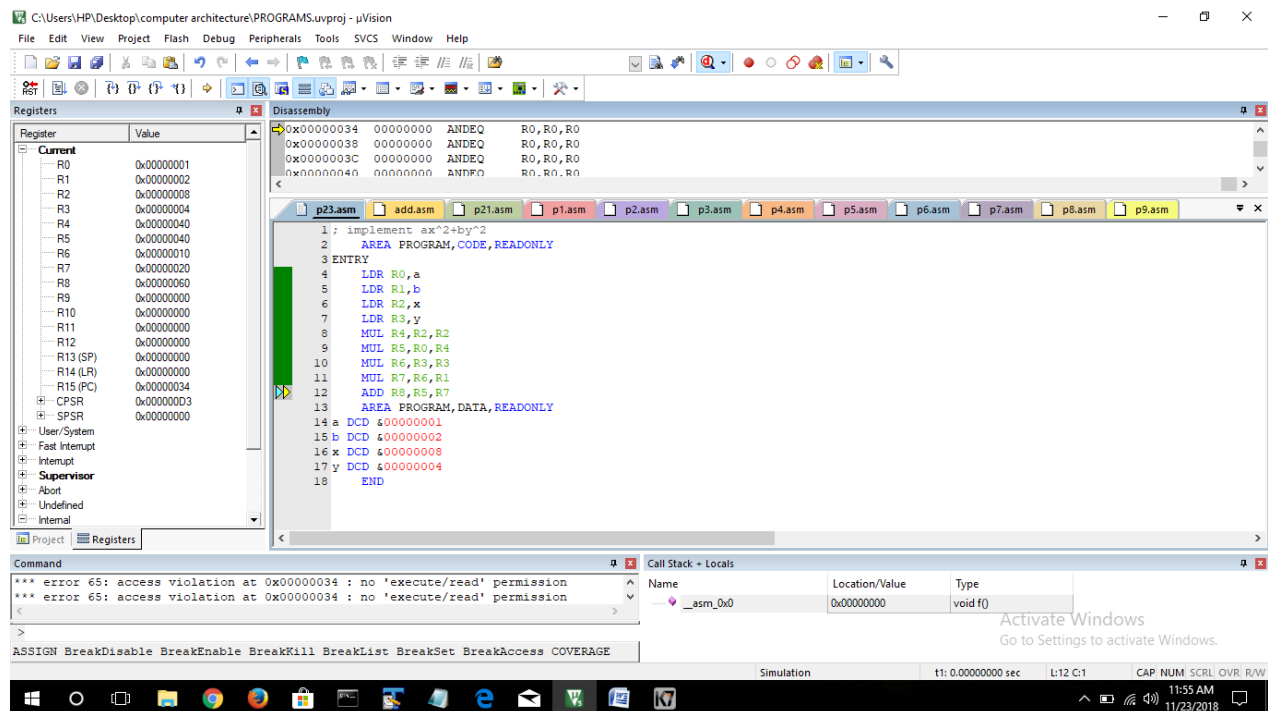 C:\Users\HP\Desktop\computer architecture\PROGRAMS.uvproj - µVision
File Edit View Project Flash Debug Peripherals Tools SVCS Window Help
Registers
Register Value
Current
R0 0x00000001
R1 0x00000002
R2 0x00000008
R3 0x00000004
R4 0x00000040
R5 0x00000040
R6 0x00000010
R7 0x00000020
R8 0x00000060
R9 0x00000000
R10 0x00000000
R11 0x00000000
R12 0x00000000
R13 (SP) 0x00000000
R14 (LR) 0x00000000
R15 (PC) 0x00000034
CPSR 0x000000D3
SPSR 0x00000000
User/System
Fast Interrupt
Interrupt
Supervisor
Abort
Undefined
Internal
Project Registers
Disassembly
0x00000034 00000000 ANDEQ R0,R0,R0
0x00000038 00000000 ANDEQ R0,R0,R0
0x0000003C 00000000 ANDEQ R0,R0,R0
0x00000040 00000000 ANDEQ R0,R0,R0
p23.asm add.asm p21.asm p1.asm p2.asm p3.asm p4.asm p5.asm p6.asm p7.asm p8.asm p9.asm
1 ; implement ax^2+by^2
2 AREA PROGRAM,CODE,READONLY
3 ENTRY
4 LDR R0,a
5 LDR R1,b
6 LDR R2,x
7 LDR R3,y
8 MUL R4,R2,R2
9 MUL R5,R0,R4
10 MUL R6,R3,R3
11 MUL R7,R6,R1
12 ADD R8,R5,R7
13 AREA PROGRAM,DATA,READONLY
14 a DCD &00000001
15 b DCD &00000002
16 x DCD &00000008
17 y DCD &00000004
18 END
Command
*** error 65: access violation at 0x00000034 : no 'execute/read' permission
*** error 65: access violation at 0x00000034 : no 'execute/read' permission
>
ASSIGN BreakDisable BreakEnable BreakKill BreakList BreakSet BreakAccess COVERAGE
Call Stack + Locals
Name Location/Value Type
__asm_0x0 0x00000000 void f()
Activate Windows
Go to Settings to activate Windows.
Simulation t1: 0.00000000 sec L:12 C:1 CAP NUM SCRL OVR R/W
11:55 AM
11/23/2018